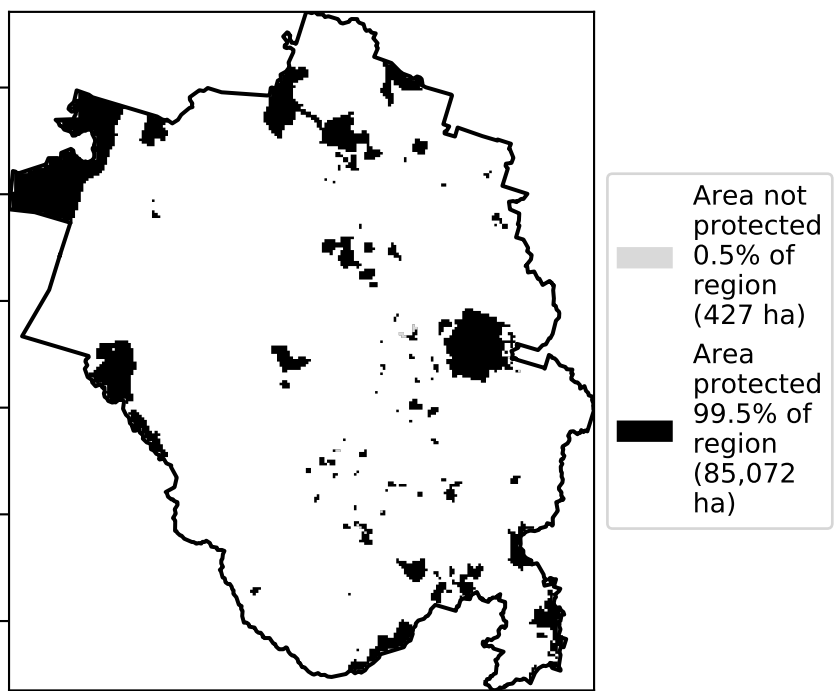 Area not
protected
0.5% of
region
(427 ha)
Area
protected
99.5% of
region
(85,072
ha)